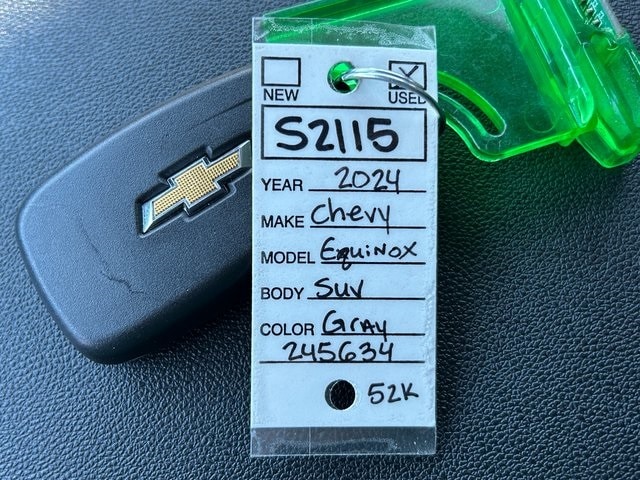 NEW USED
S2115
YEAR 2024
MAKE Chevy
MODEL EquiNOX
BODY SUV
COLOR Gray
245634
52K